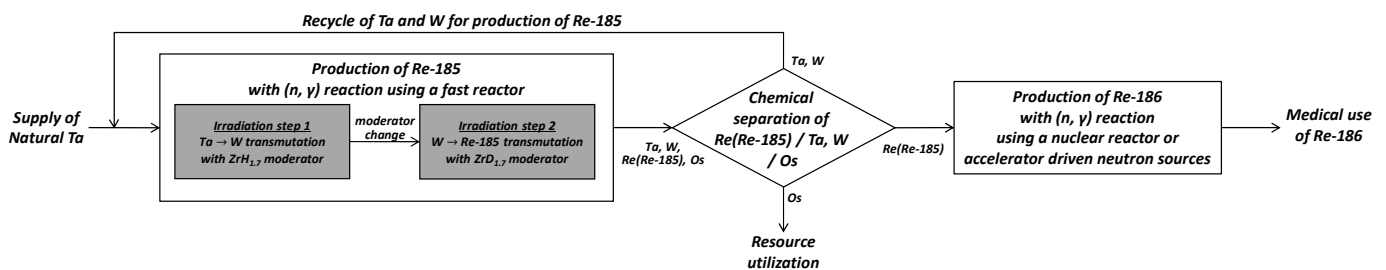 Recycle of Ta and W for production of Re-185
Supply of
Natural Ta
Production of Re-185
with (n, γ) reaction using a fast reactor
Irradiation step 1
Ta → W transmutation
with ZrH1.7 moderator
moderator
change
Irradiation step 2
W → Re-185 transmutation
with ZrD1.7 moderator
Ta, W,
Re(Re-185), Os
Ta, W
Chemical
separation of
Re(Re-185) / Ta, W
/ Os
Re(Re-185)
Os
Resource
utilization
Production of Re-186
with (n, γ) reaction
using a nuclear reactor or
accelerator driven neutron sources
Medical use
of Re-186